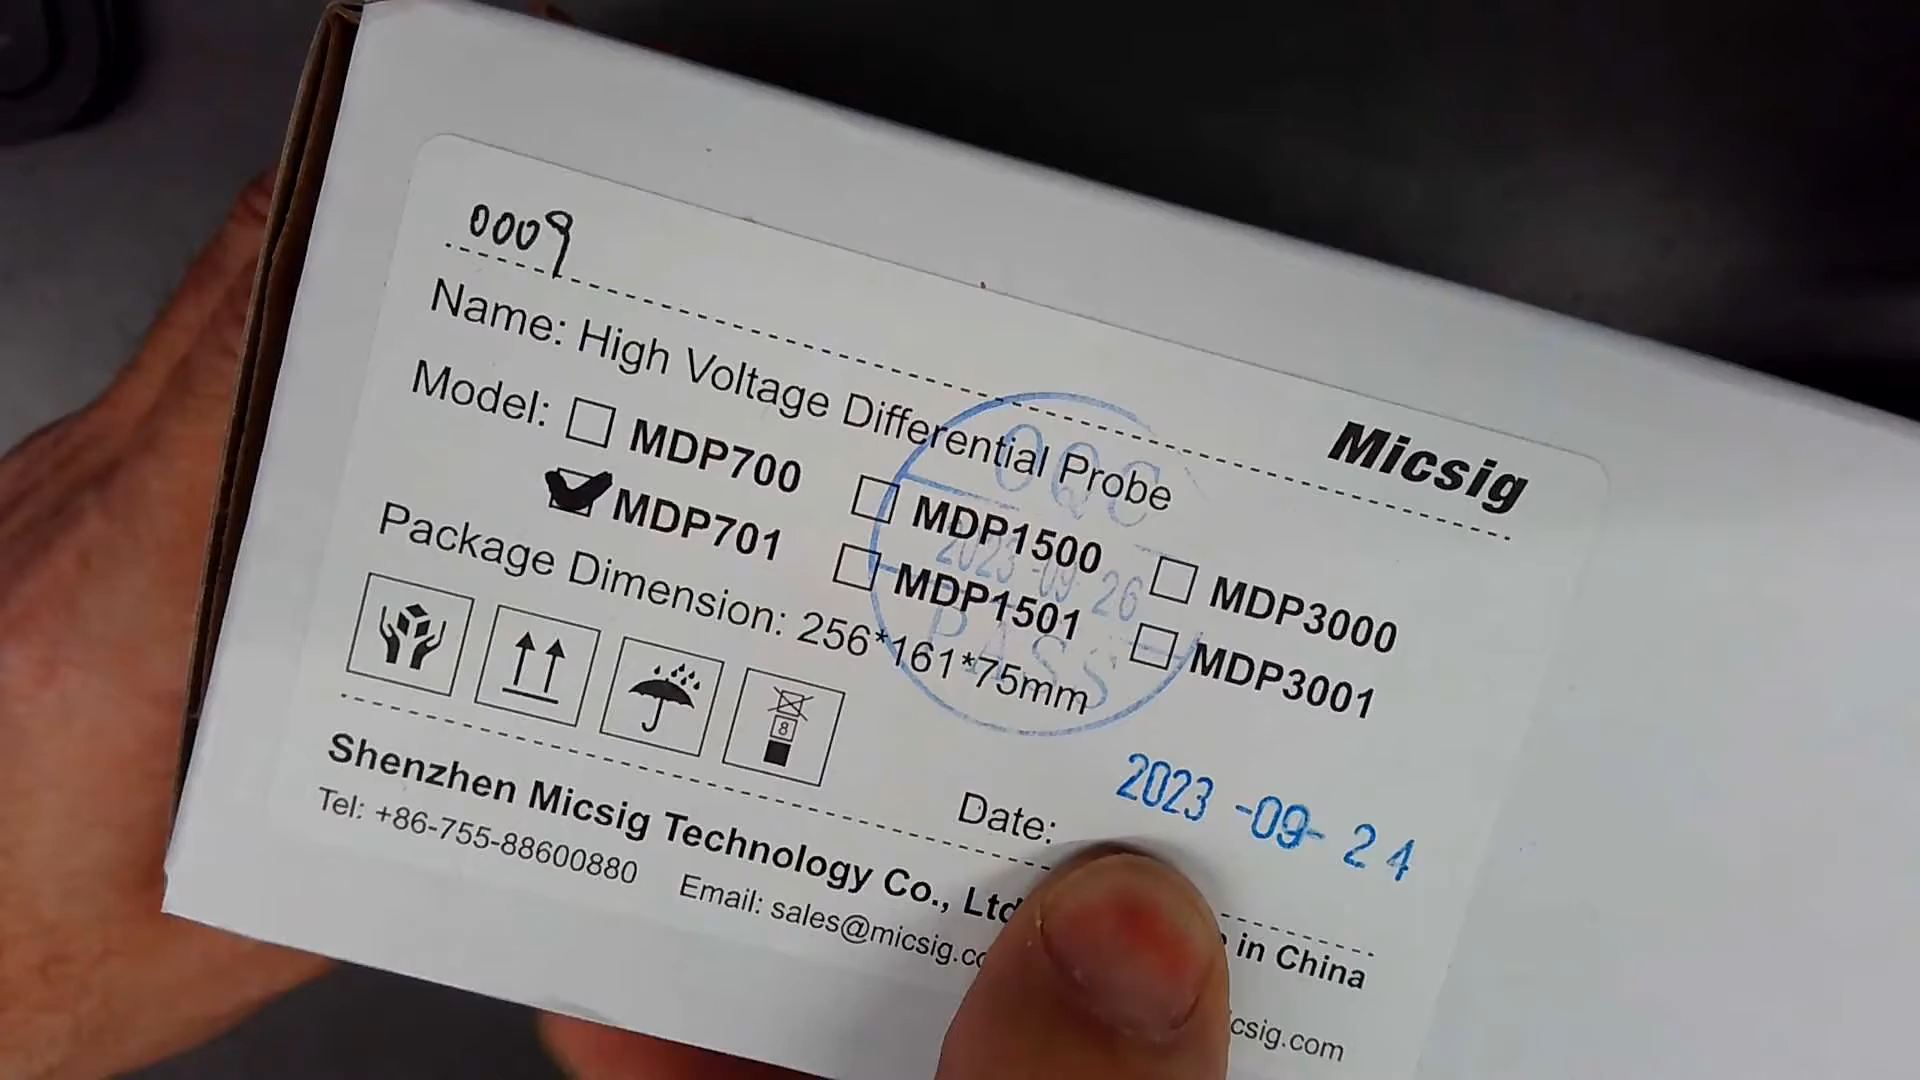 0009
Micsig
Name: High Voltage Differential Probe
Model: MDP700 MDP1500 MDP3000
MDP701 MDP1501 MDP3001
Package Dimension: 256*161*75mm
OQC
2023-09-26
PASS
8
Date: 2023-09-24
Shenzhen Micsig Technology Co., Ltd in China
Tel: +86-755-88600880 Email: sales@micsig.co csig.com